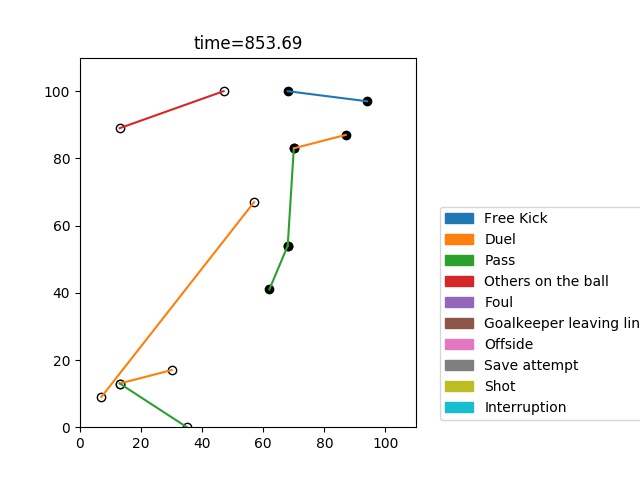 time=853.69
100
80
60
40
20
0
0 20 40 60 80 100
Free Kick
Duel
Pass
Others on the ball
Foul
Goalkeeper leaving lin
Offside
Save attempt
Shot
Interruption